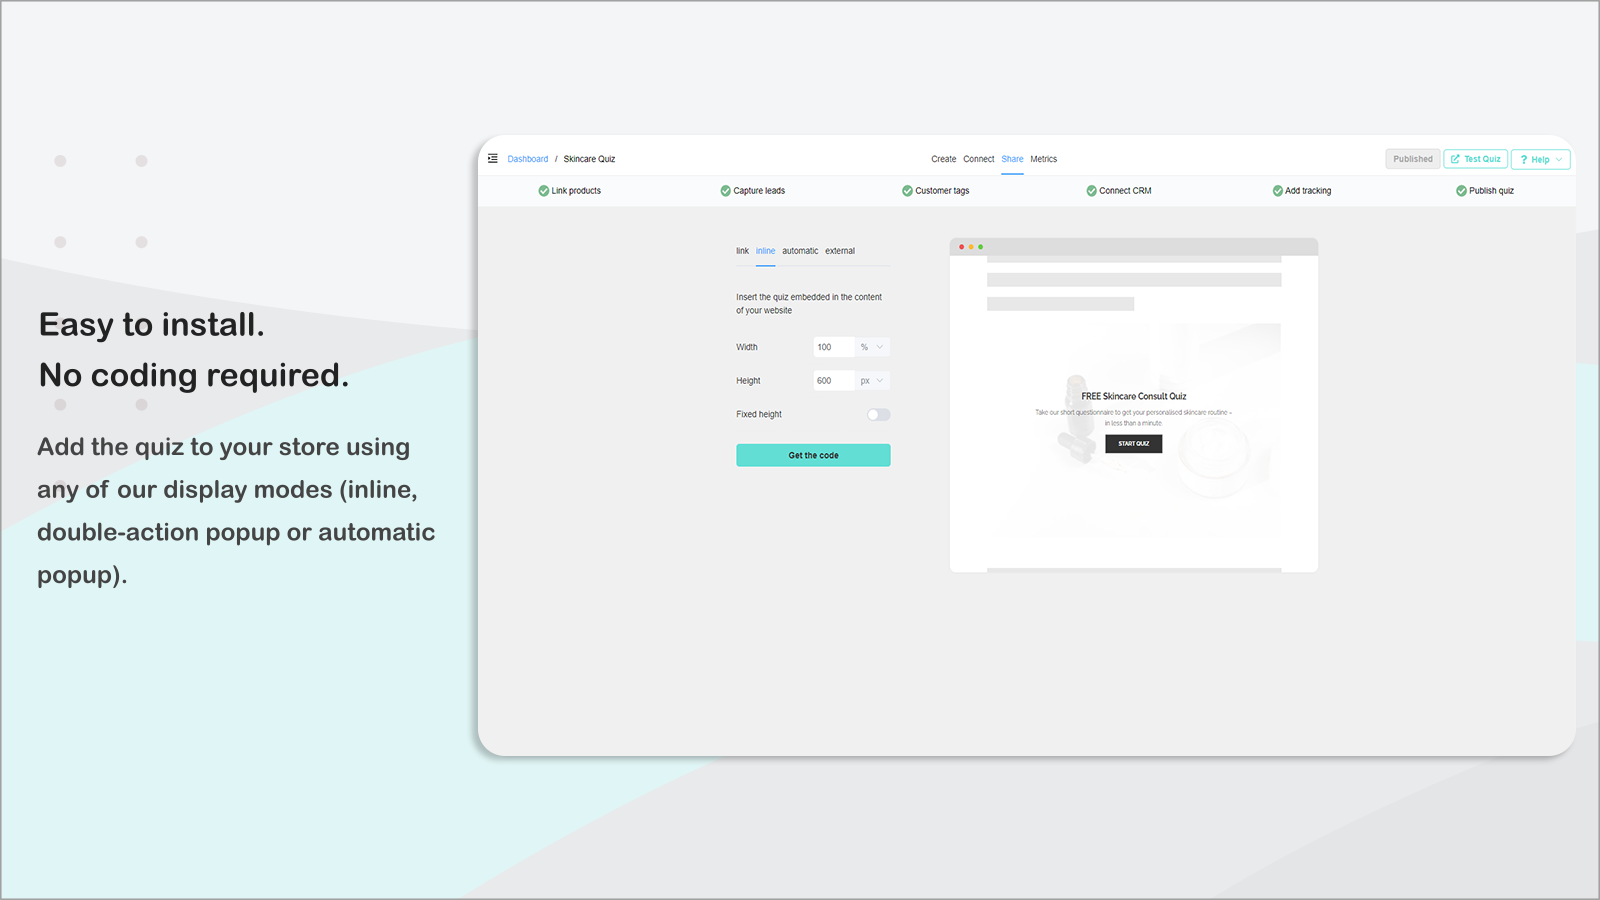 Easy to install.
No coding required.
Add the quiz to your store using
any of our display modes (inline,
double-action popup or automatic
popup).
Dashboard / Skincare Quiz
Create Connect Share Metrics
Published Test Quiz ? Help
Link products Capture leads Customer tags Connect CRM Add tracking Publish quiz
link inline automatic external
Insert the quiz embedded in the content
of your website
Width 100 %
Height 600 px
Fixed height
Get the code
FREE Skincare Consult Quiz
Take our short questionnaire to get your personalised skincare routine –
in less than a minute.
START QUIZ